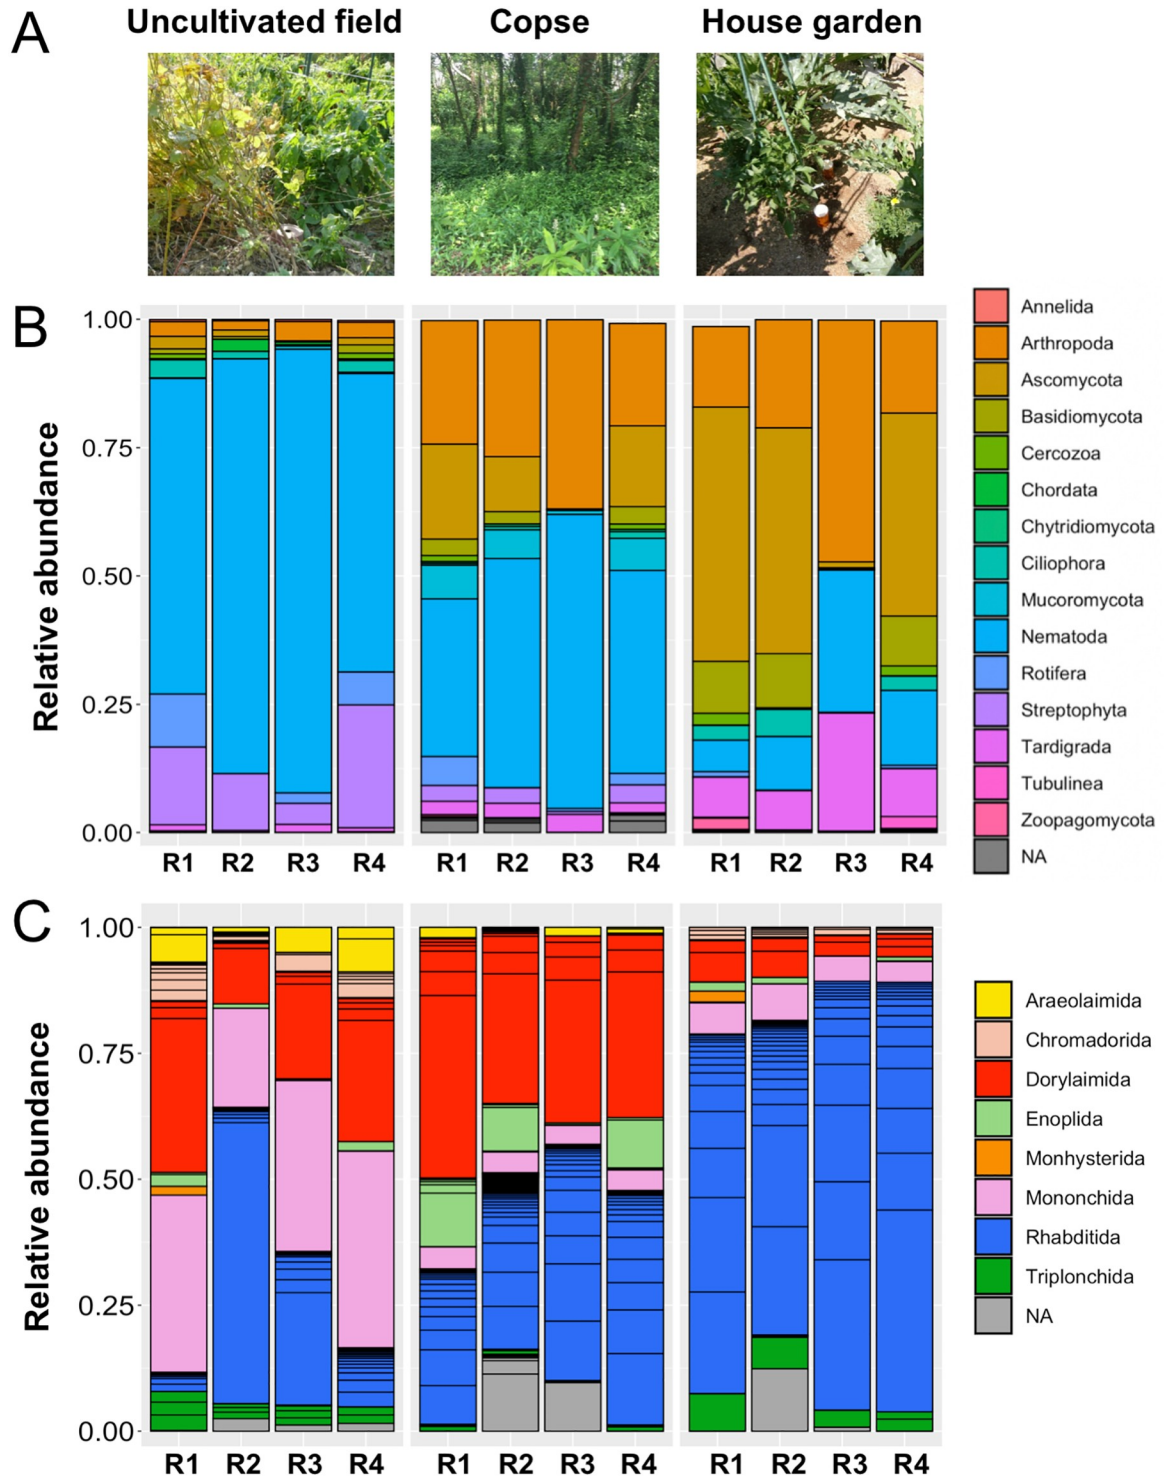 A
Uncultivated field
Copse
House garden
B
Relative abundance
1.00
0.75
0.50
0.25
0.00
R1 R2 R3 R4
R1 R2 R3 R4
R1 R2 R3 R4
Annelida
Arthropoda
Ascomycota
Basidiomycota
Cercozoa
Chordata
Chytridiomycota
Ciliophora
Mucoromycota
Nematoda
Rotifera
Streptophyta
Tardigrada
Tubulinea
Zoopagomycota
NA
C
Relative abundance
1.00
0.75
0.50
0.25
0.00
R1 R2 R3 R4
R1 R2 R3 R4
R1 R2 R3 R4
Araeolaimida
Chromadorida
Dorylaimida
Enoplida
Monhysterida
Mononchida
Rhabditida
Triplonchida
NA